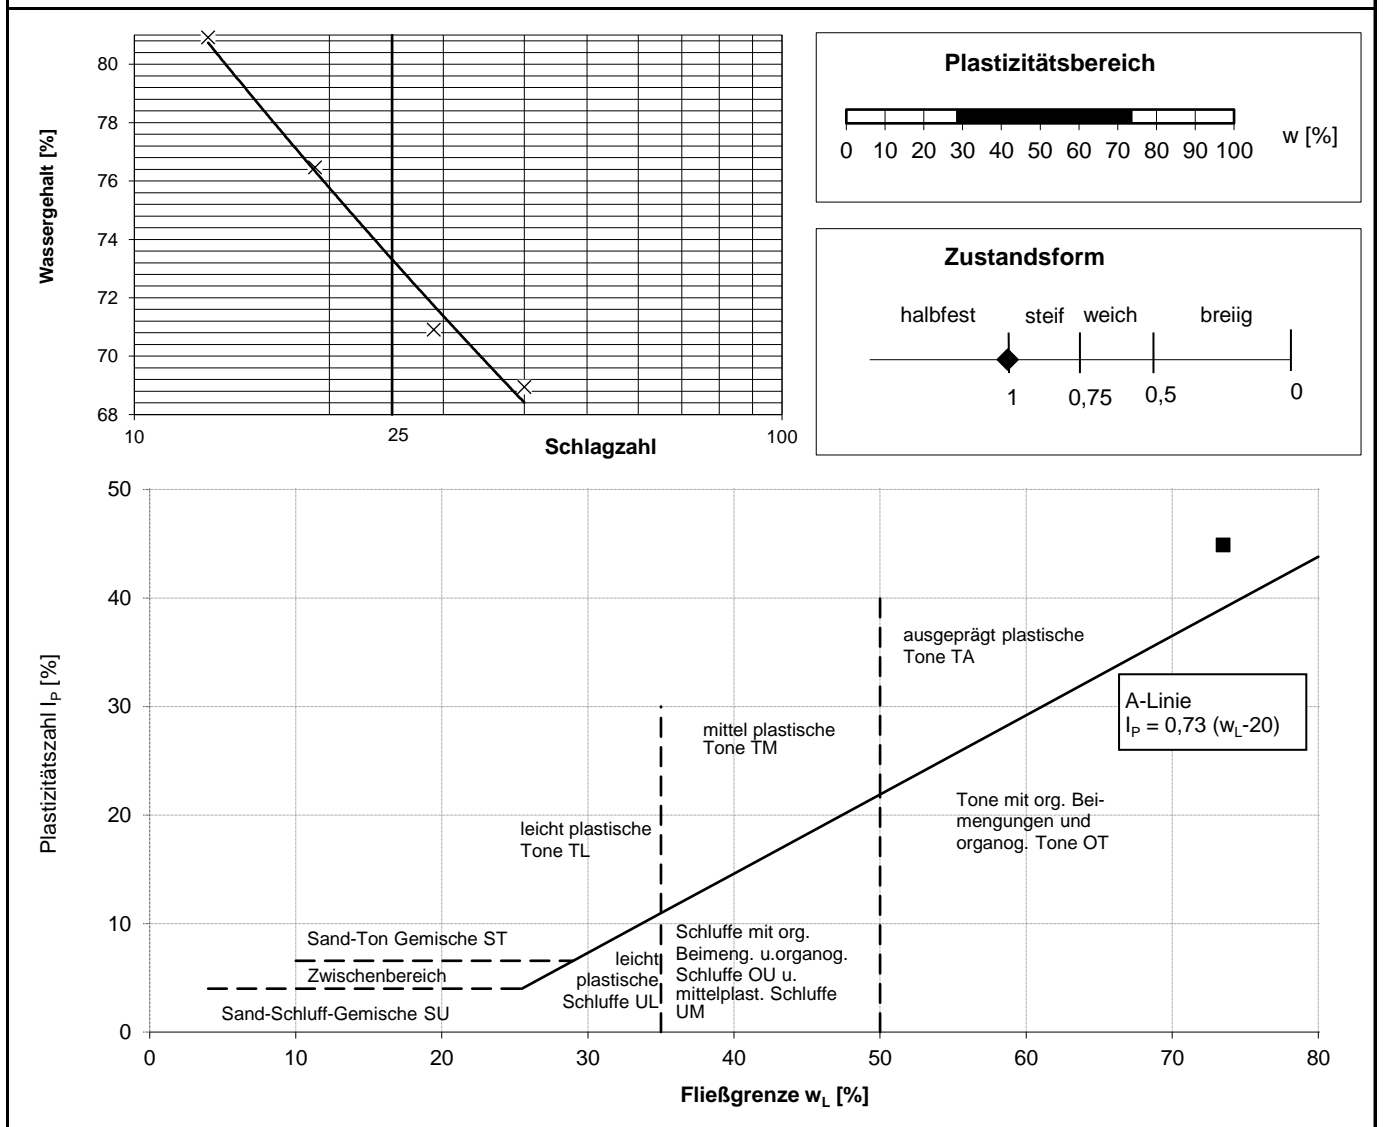 80
78
76
74
72
70
68
Wassergehalt [%]
10
25
100
Schlagzahl
Plastizitätsbereich
0 10 20 30 40 50 60 70 80 90 100
w [%]
Zustandsform
halbfest steif weich breiig
1 0,75 0,5 0
50
40
30
20
10
0
Plastizitätszahl I_P [%]
ausgeprägt plastische
Tone TA
A-Linie
I_P = 0,73 (w_L-20)
mittel plastische
Tone TM
leicht plastische
Tone TL
Tone mit org. Bei-
mengungen und
organog. Tone OT
Sand-Ton Gemische ST
Zwischenbereich
Sand-Schluff-Gemische SU
leicht
plastische
Schluffe UL
Schluffe mit org.
Beimeng. u.organog.
Schluffe OU u.
mittelplast. Schluffe
UM
0 10 20 30 40 50 60 70 80
Fließgrenze w_L [%]